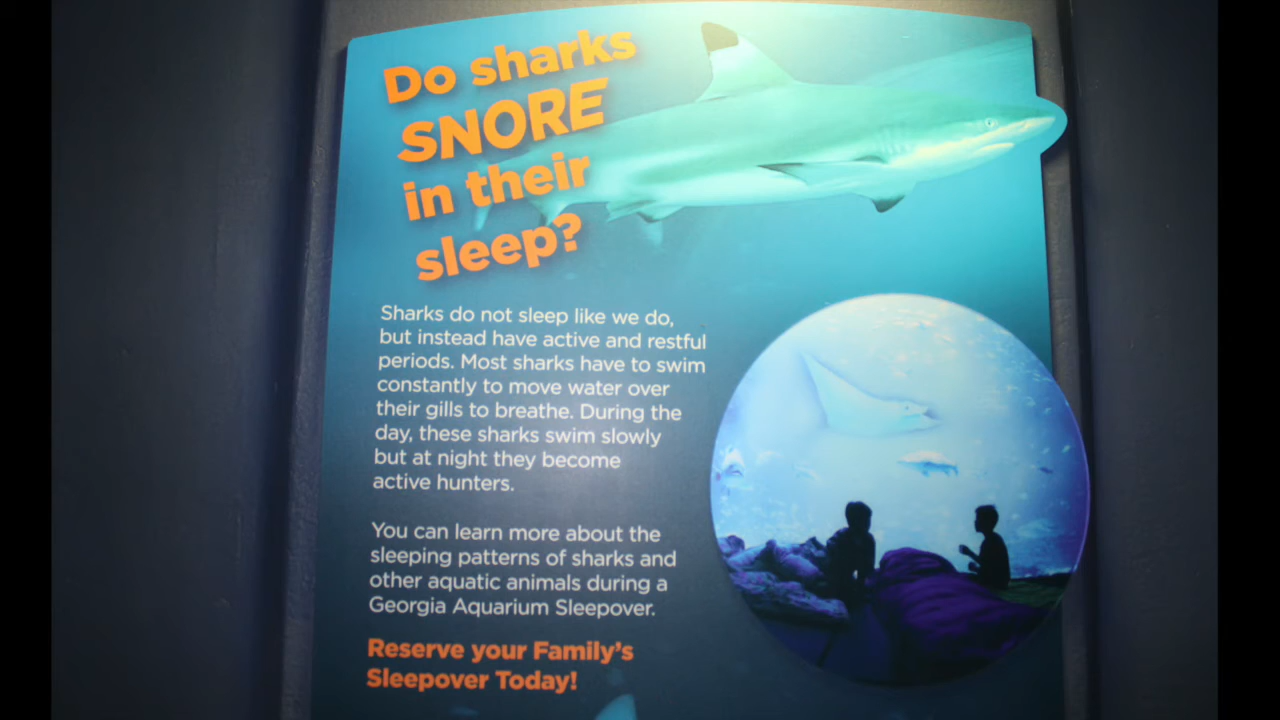 Do sharks
SNORE
in their
sleep?
Sharks do not sleep like we do,
but instead have active and restful
periods. Most sharks have to swim
constantly to move water over
their gills to breathe. During the
day, these sharks swim slowly
but at night they become
active hunters.
You can learn more about the
sleeping patterns of sharks and
other aquatic animals during a
Georgia Aquarium Sleepover.
Reserve your Family's
Sleepover Today!